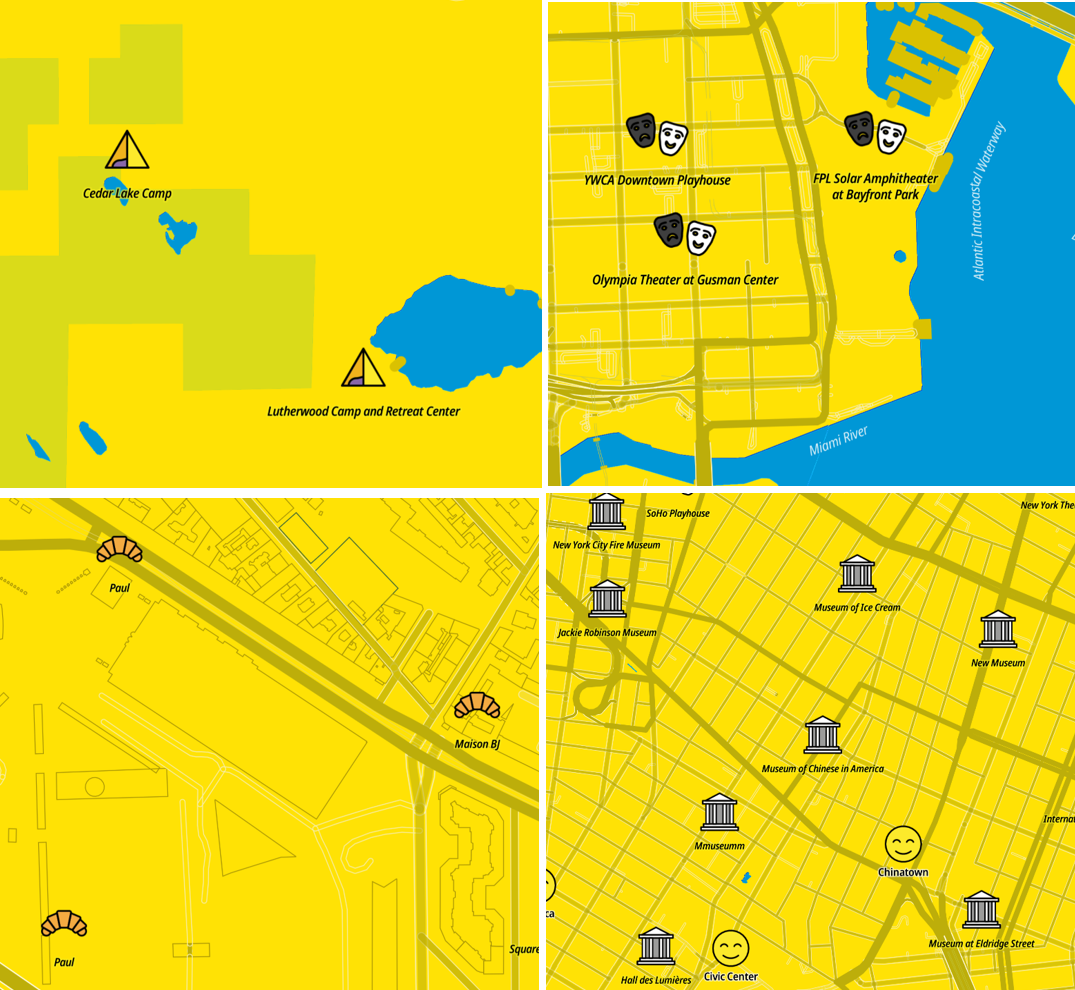 Cedar Lake Camp
Lutherwood Camp and Retreat Center
YWCA Downtown Playhouse
FPL Solar Amphitheater
at Bayfront Park
Olympia Theater at Gusman Center
Atlantic Intracoastal Waterway
Miami River
Paul
Maison BJ
Paul
Square
SoHo Playhouse
New York The
New York City Fire Museum
Museum of Ice Cream
Jackie Robinson Museum
New Museum
Museum of Chinese in America
Mmuseumm
Interna
Chinatown
ca
Museum at Eldridge Street
Hall des Lumières
Civic Center